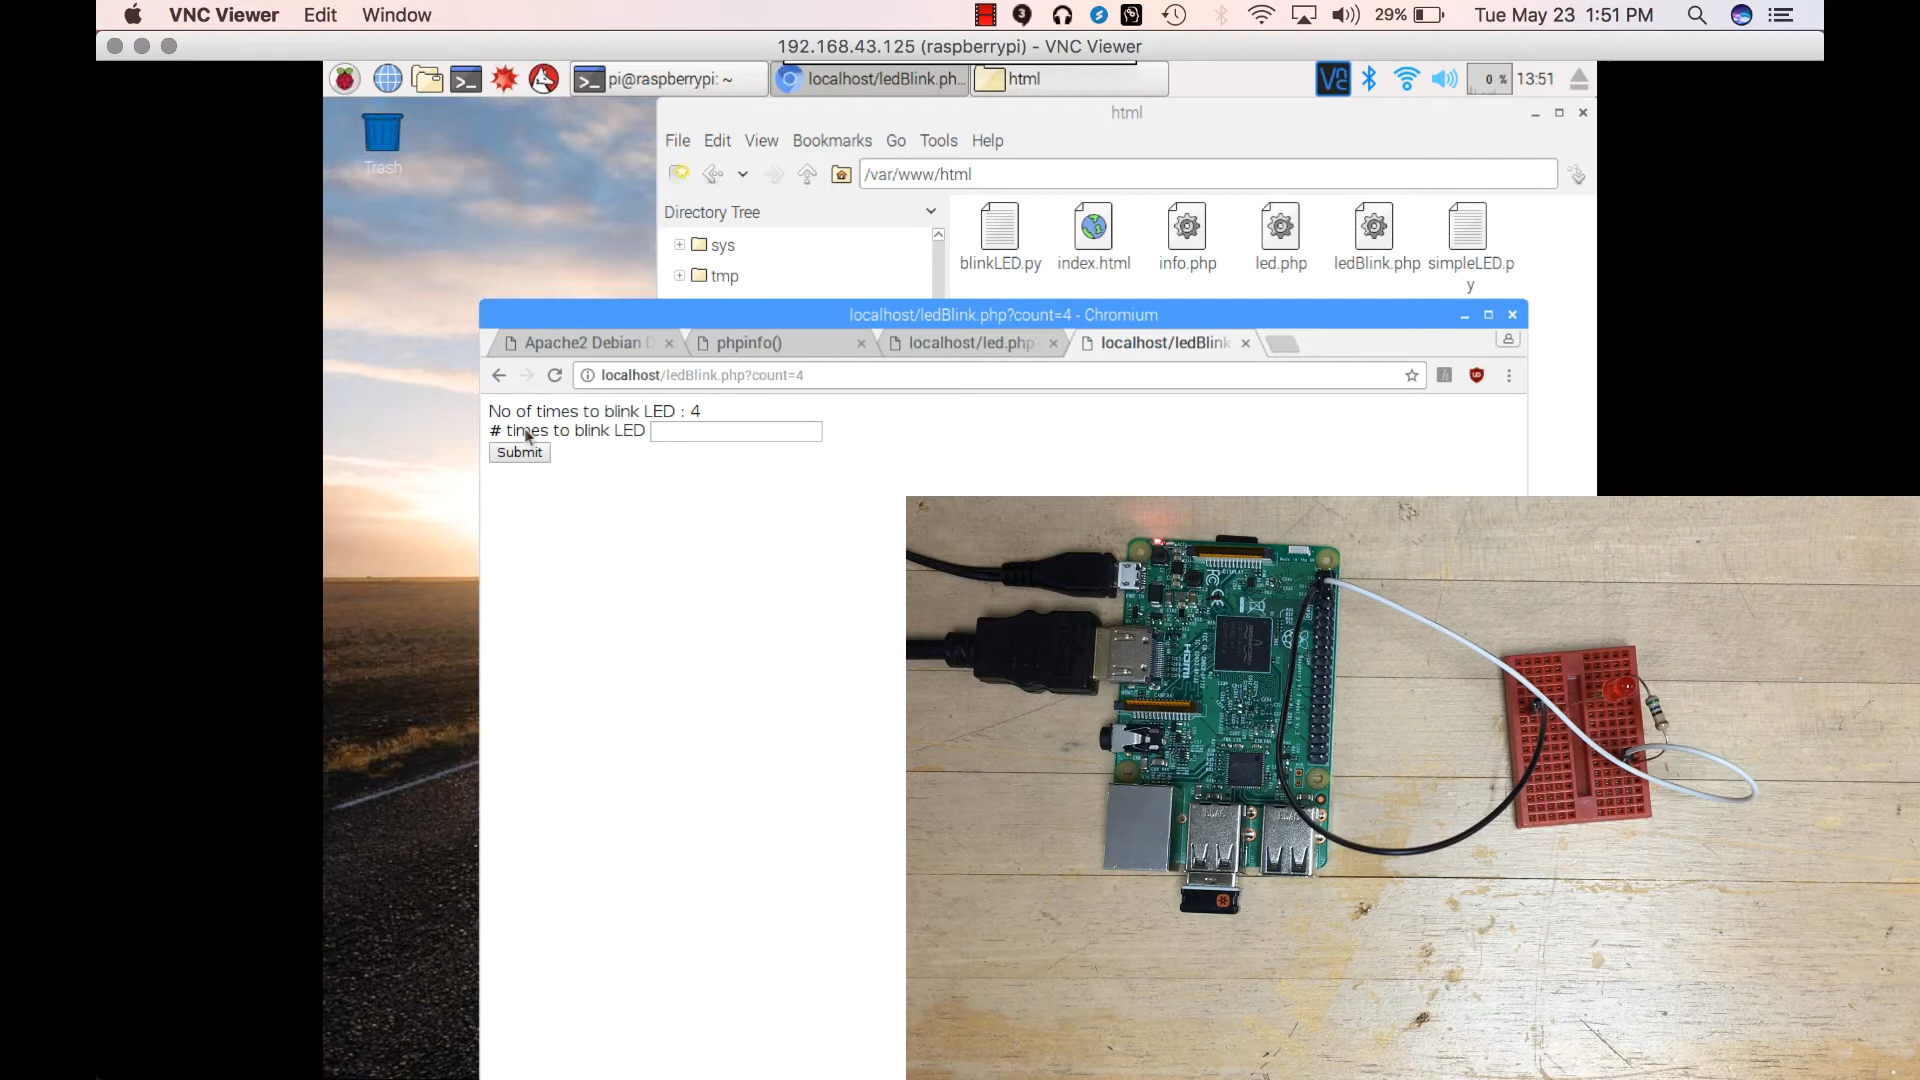 VNC Viewer Edit Window
3
29% Tue May 23 1:51 PM
192.168.43.125 (raspberrypi) - VNC Viewer
pi@raspberrypi: ~
localhost/ledBlink.ph...
html
0 %
13:51
Trash
html
File Edit View Bookmarks Go Tools Help
/var/www/html
Directory Tree
sys
tmp
blinkLED.py
index.html
info.php
led.php
ledBlink.php
simpleLED.p
y
localhost/ledBlink.php?count=4 - Chromium
Apache2 Debian D
phpinfo()
localhost/led.php
localhost/ledBlink
localhost/ledBlink.php?count=4
No of times to blink LED : 4
# times to blink LED
Submit
HDMI